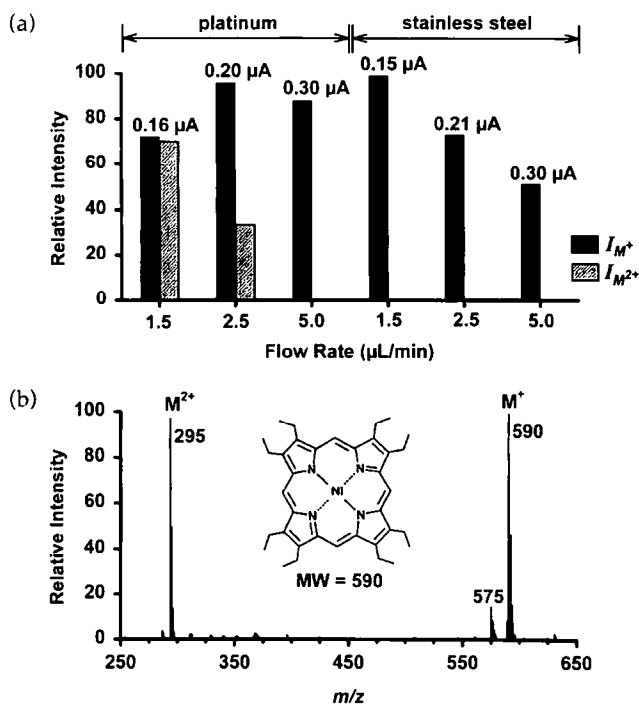 (a)
platinum
stainless steel
100
80
60
40
20
0
Relative Intensity
0.16 µA
0.20 µA
0.30 µA
0.15 µA
0.21 µA
0.30 µA
I_M+
I_M2+
1.5
2.5
5.0
1.5
2.5
5.0
Flow Rate (µL/min)
(b)
100
80
60
40
20
0
Relative Intensity
M2+
295
M+
590
575
N
N
Ni
N
N
MW = 590
250
350
450
550
650
m/z